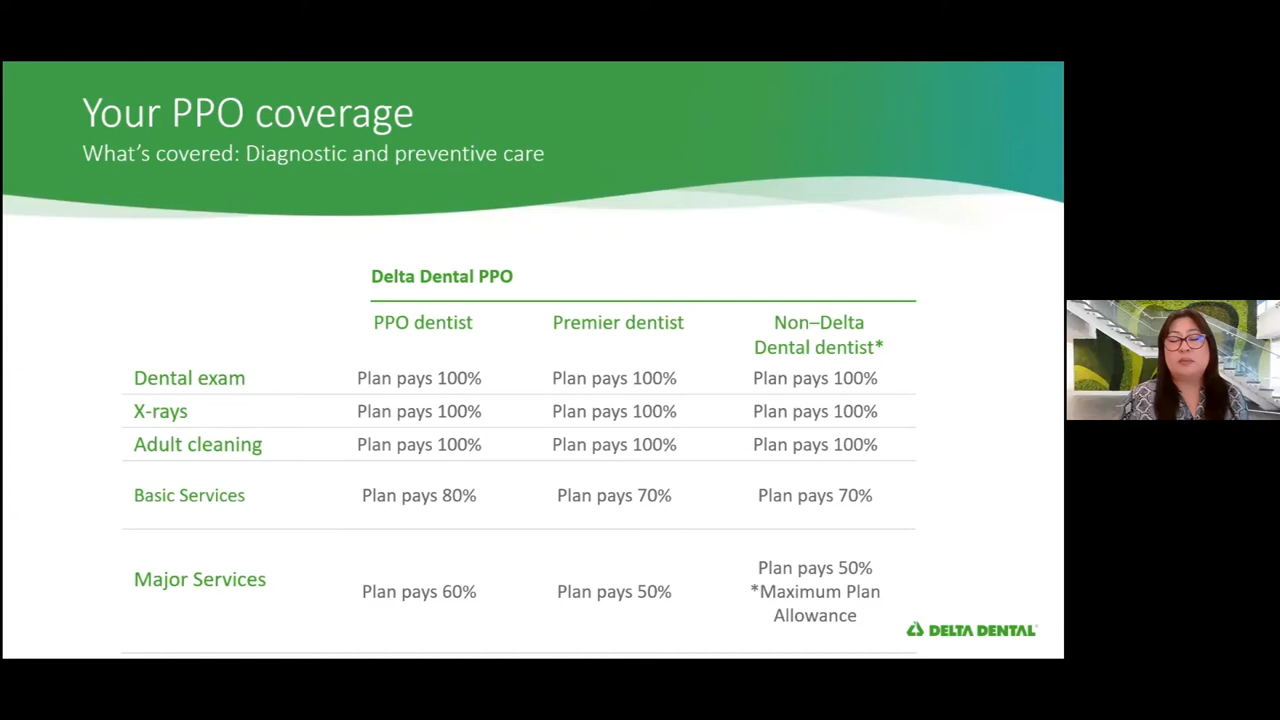 Your PPO coverage
What's covered: Diagnostic and preventive care
Delta Dental PPO
PPO dentist Premier dentist Non–Delta
Dental dentist*
Dental exam Plan pays 100% Plan pays 100% Plan pays 100%
X-rays Plan pays 100% Plan pays 100% Plan pays 100%
Adult cleaning Plan pays 100% Plan pays 100% Plan pays 100%
Basic Services Plan pays 80% Plan pays 70% Plan pays 70%
Major Services Plan pays 60% Plan pays 50% Plan pays 50%
*Maximum Plan
Allowance
DELTA DENTAL